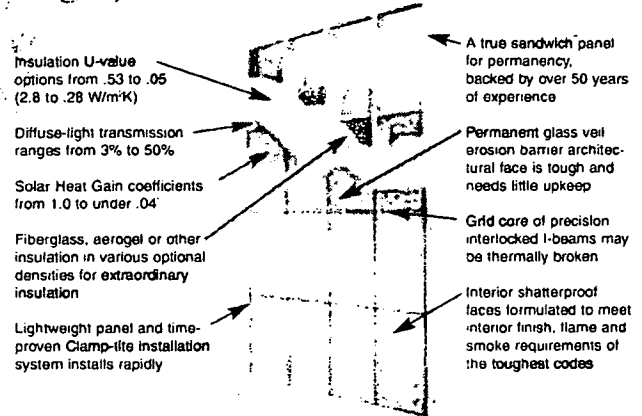 Insulation U-value
options from .53 to .05
(2.8 to .28 W/m²K)
Diffuse-light transmission
ranges from 3% to 50%
Solar Heat Gain coefficients
from 1.0 to under .04
Fiberglass, aerogel or other
insulation in various optional
densities for extraordinary
insulation
Lightweight panel and time-
proven Clamp-tite installation
system installs rapidly
A true sandwich panel
for permanency,
backed by over 50 years
of experience
Permanent glass veil
erosion barrier architec-
tural face is tough and
needs little upkeep
Grid core of precision
interlocked I-beams may
be thermally broken
Interior shatterproof
faces formulated to meet
interior finish, flame and
smoke requirements of
the toughest codes